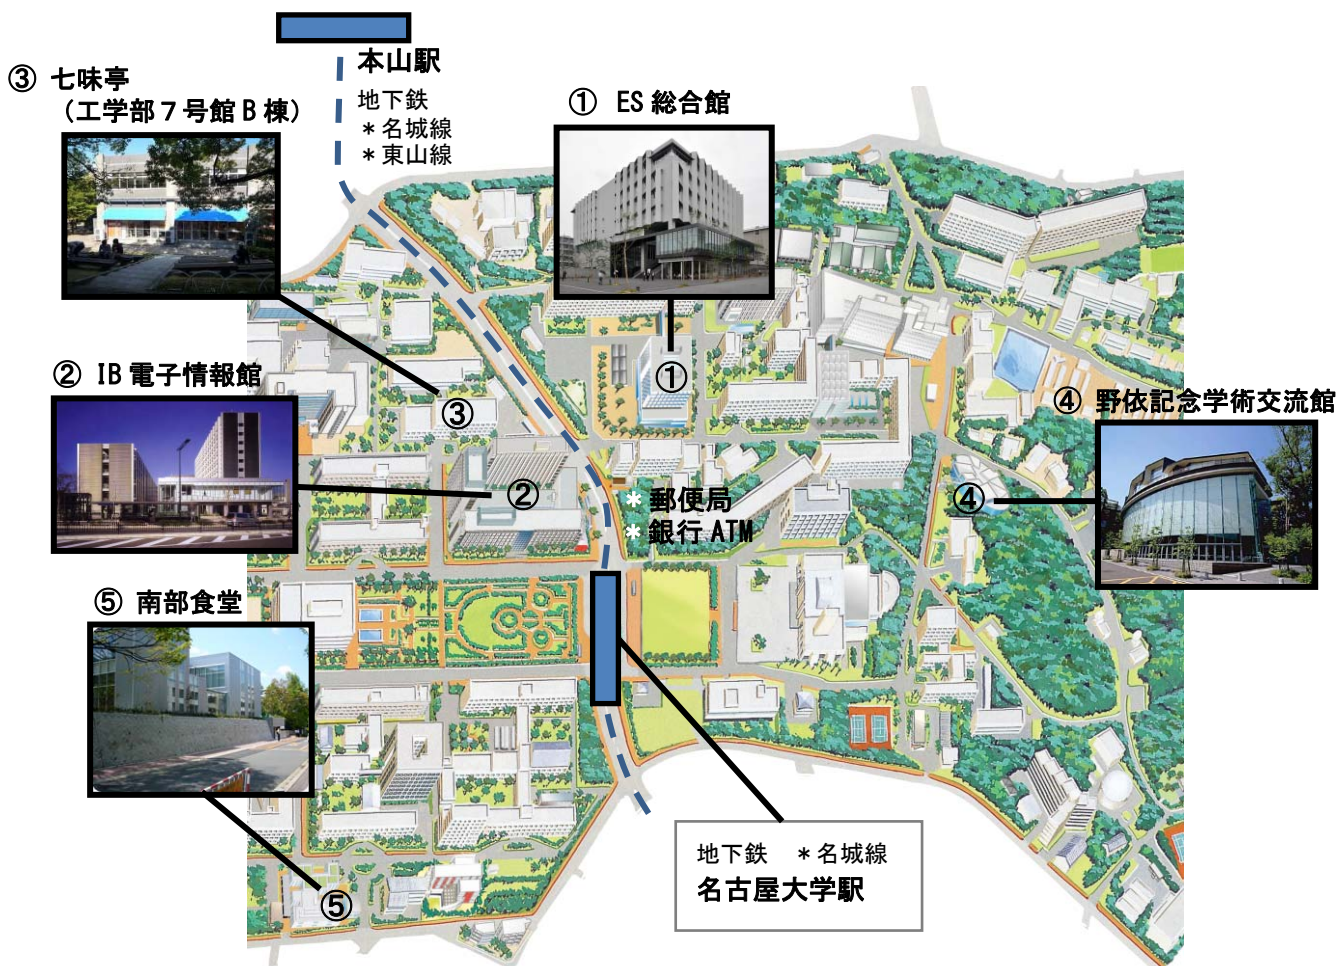 本山駅
地下鉄
＊名城線
＊東山線
③ 七味亭
（工学部７号館Ｂ棟）
① ES 総合館
② IB 電子情報館
④ 野依記念学術交流館
①
③
②
④
＊郵便局
＊銀行 ATM
⑤ 南部食堂
⑤
地下鉄　＊名城線
名古屋大学駅